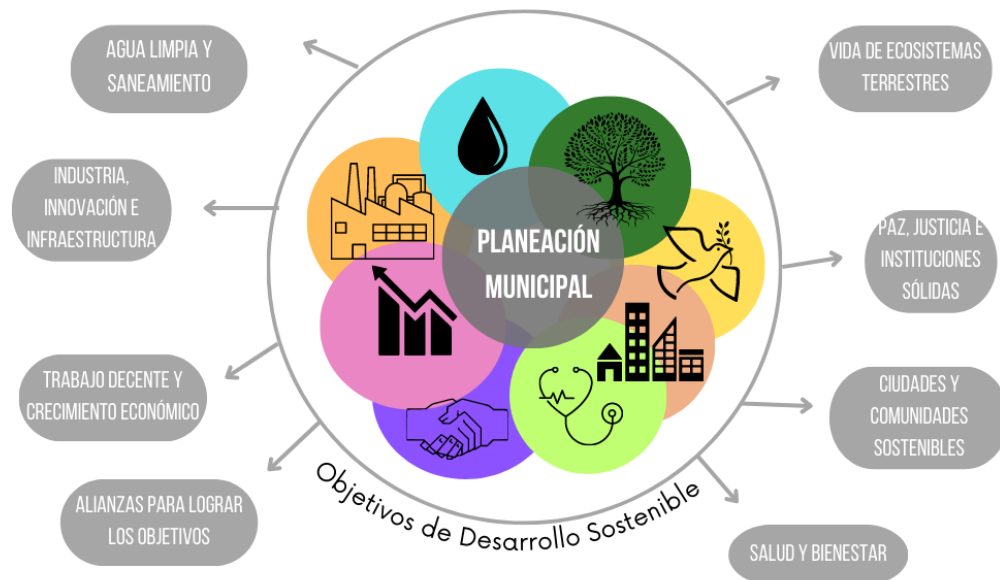 AGUA LIMPIA Y
SANEAMIENTO
VIDA DE ECOSISTEMAS
TERRESTRES
INDUSTRIA,
INNOVACIÓN E
INFRAESTRUCTURA
PLANEACIÓN
MUNICIPAL
PAZ, JUSTICIA E
INSTITUCIONES
SÓLIDAS
TRABAJO DECENTE Y
CRECIMIENTO ECONÓMICO
CIUDADES Y
COMUNIDADES
SOSTENIBLES
ALIANZAS PARA LOGRAR
LOS OBJETIVOS
Objetivos de Desarrollo Sostenible
SALUD Y BIENESTAR